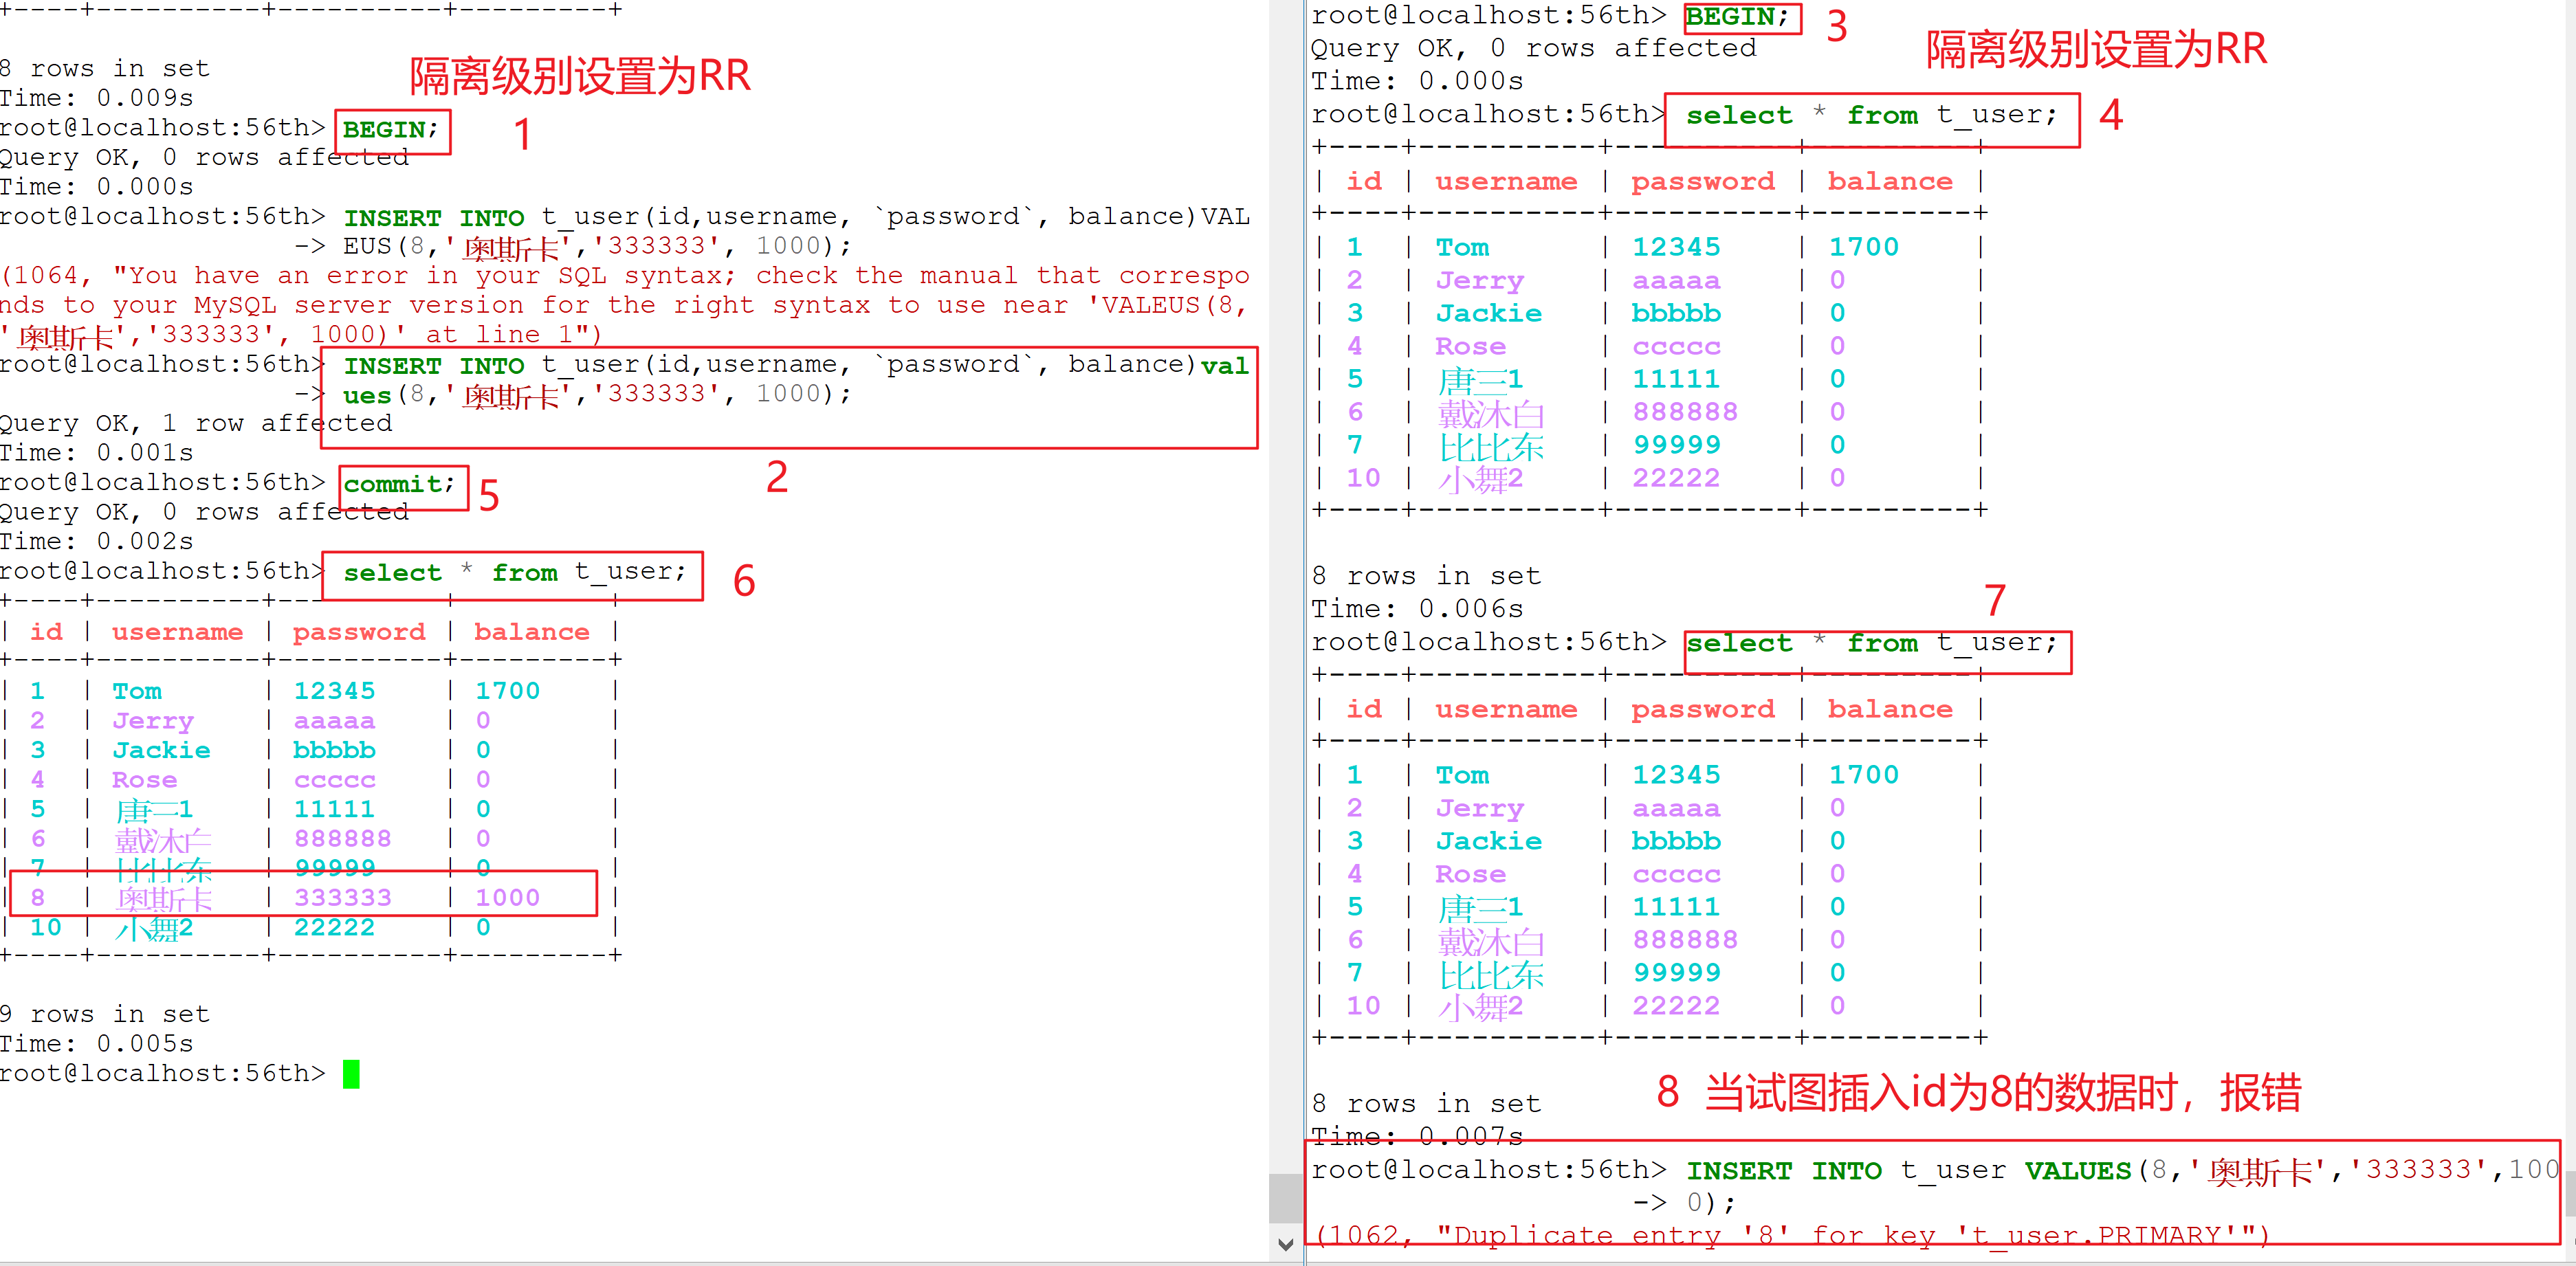 +----+----------+----------+---------+
8 rows in set
隔离级别设置为RR
Time: 0.009s
root@localhost:56th> BEGIN;
1
Query OK, 0 rows affected
Time: 0.000s
root@localhost:56th> INSERT INTO t_user(id,username, `password`, balance)VAL
-> EUS(8,'奥斯卡','333333', 1000);
(1064, "You have an error in your SQL syntax; check the manual that correspo
nds to your MySQL server version for the right syntax to use near 'VALEUS(8,
'奥斯卡','333333', 1000)' at line 1")
root@localhost:56th> INSERT INTO t_user(id,username, `password`, balance)val
-> ues(8,'奥斯卡','333333', 1000);
Query OK, 1 row affected
Time: 0.001s
2
root@localhost:56th> commit;
5
Query OK, 0 rows affected
Time: 0.002s
root@localhost:56th> select * from t_user;
6
+----+----------+----------+---------+
| id | username | password | balance |
+----+----------+----------+---------+
| 1 | Tom | 12345 | 1700 |
| 2 | Jerry | aaaaa | 0 |
| 3 | Jackie | bbbbb | 0 |
| 4 | Rose | ccccc | 0 |
| 5 | 唐三1 | 11111 | 0 |
| 6 | 戴沐白 | 888888 | 0 |
| 7 | 比比东 | 99999 | 0 |
| 8 | 奥斯卡 | 333333 | 1000 |
| 10 | 小舞2 | 22222 | 0 |
+----+----------+----------+---------+
9 rows in set
Time: 0.005s
root@localhost:56th>
root@localhost:56th> BEGIN;
3
Query OK, 0 rows affected
隔离级别设置为RR
Time: 0.000s
root@localhost:56th> select * from t_user;
4
+----+----------+----------+---------+
| id | username | password | balance |
+----+----------+----------+---------+
| 1 | Tom | 12345 | 1700 |
| 2 | Jerry | aaaaa | 0 |
| 3 | Jackie | bbbbb | 0 |
| 4 | Rose | ccccc | 0 |
| 5 | 唐三1 | 11111 | 0 |
| 6 | 戴沐白 | 888888 | 0 |
| 7 | 比比东 | 99999 | 0 |
| 10 | 小舞2 | 22222 | 0 |
+----+----------+----------+---------+
8 rows in set
Time: 0.006s
7
root@localhost:56th> select * from t_user;
+----+----------+----------+---------+
| id | username | password | balance |
+----+----------+----------+---------+
| 1 | Tom | 12345 | 1700 |
| 2 | Jerry | aaaaa | 0 |
| 3 | Jackie | bbbbb | 0 |
| 4 | Rose | ccccc | 0 |
| 5 | 唐三1 | 11111 | 0 |
| 6 | 戴沐白 | 888888 | 0 |
| 7 | 比比东 | 99999 | 0 |
| 10 | 小舞2 | 22222 | 0 |
+----+----------+----------+---------+
8 rows in set
8 当试图插入id为8的数据时，报错
Time: 0.007s
root@localhost:56th> INSERT INTO t_user VALUES(8,'奥斯卡','333333',100
-> 0);
(1062, "Duplicate entry '8' for key 't_user.PRIMARY'")